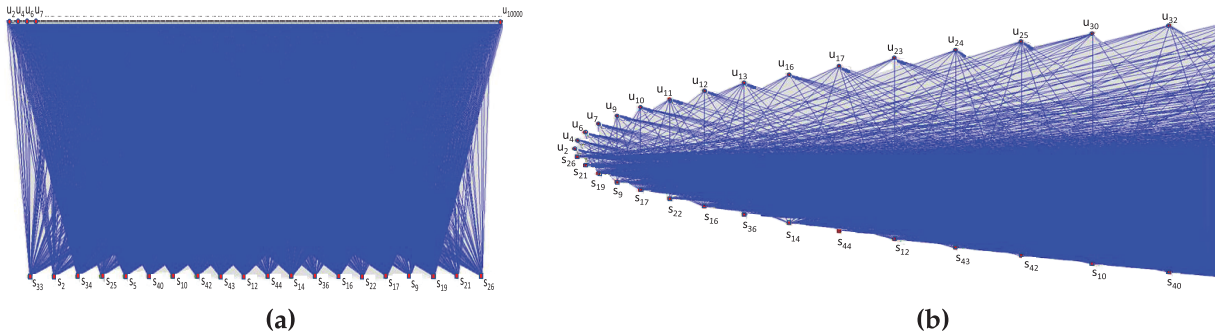 u2 u4 u6 u7 u10000
s33 s2 s34 s25 s5 s40 s10 s42 s43 s12 s44 s14 s36 s16 s22 s17 s9 s19 s21 s26
(a)
u32
u30
u25
u24
u23
u17
u16
u13
u12
u11
u10
u9
u7
u6
u4
u2
s26
s21
s19
s9
s17
s22
s16
s36
s14
s44
s12
s43
s42
s10
s40
(b)